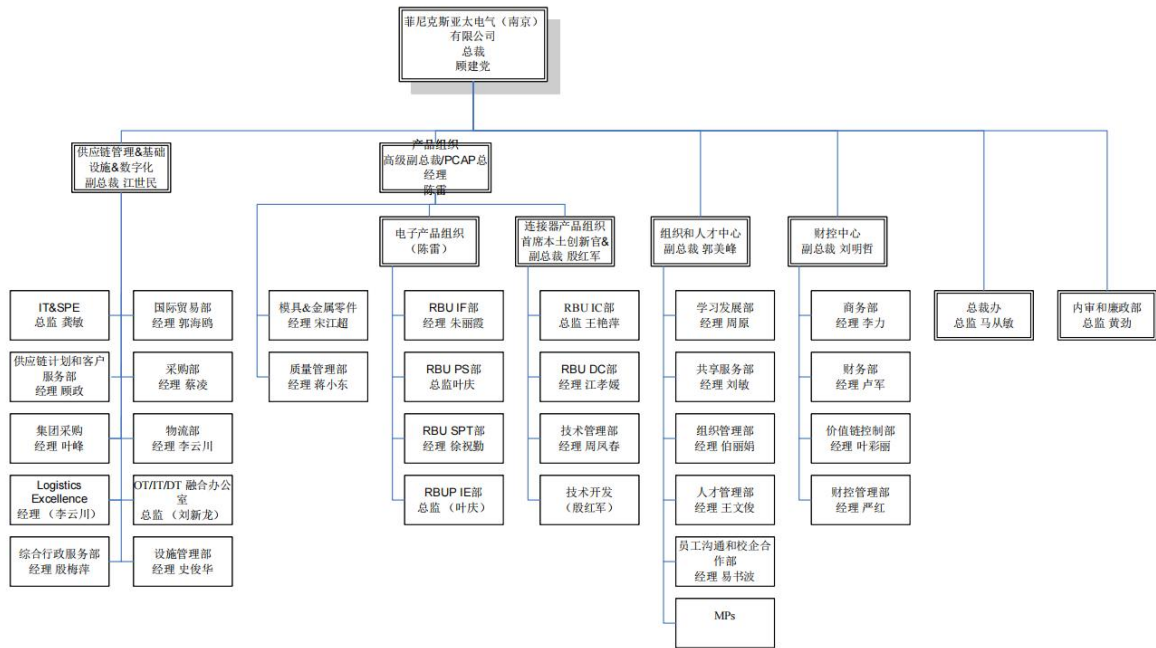 菲尼克斯亚太电气（南京）
有限公司
总裁
顾建党
供应链管理&基础
设施&数字化
副总裁 江世民
产品组织
高级副总裁/PCAP总
经理
陈雷
电子产品组织
（陈雷）
连接器产品组织
首席本土创新官&
副总裁 殷红军
组织和人才中心
副总裁 郭美峰
财控中心
副总裁 刘明哲
IT&SPE
总监 龚敏
国际贸易部
经理 郭海鸥
模具&金属零件
经理 宋江超
RBU IF部
经理 朱丽霞
RBU IC部
总监 王艳萍
学习发展部
经理 周原
商务部
经理 李力
总裁办
总监 马从敏
内审和廉政部
总监 黄劲
供应链计划和客户
服务部
经理 顾政
采购部
经理 蔡凌
质量管理部
经理 蒋小东
RBU PS部
总监叶庆
RBU DC部
经理 江孝媛
共享服务部
经理 刘敏
财务部
经理 卢军
集团采购
经理 叶峰
物流部
经理 李云川
RBU SPT部
经理 徐祝勤
技术管理部
经理 周凤春
组织管理部
经理 伯丽娟
价值链控制部
经理 叶彩丽
Logistics
Excellence
经理 （李云川）
OT/IT/DT 融合办公
室
总监 （刘新龙）
RBUP IE部
总监 （叶庆）
技术开发
（殷红军）
人才管理部
经理 王文俊
财控管理部
经理 严红
综合行政服务部
经理 殷梅萍
设施管理部
经理 史俊华
员工沟通和校企合
作部
经理 易书波
MPs